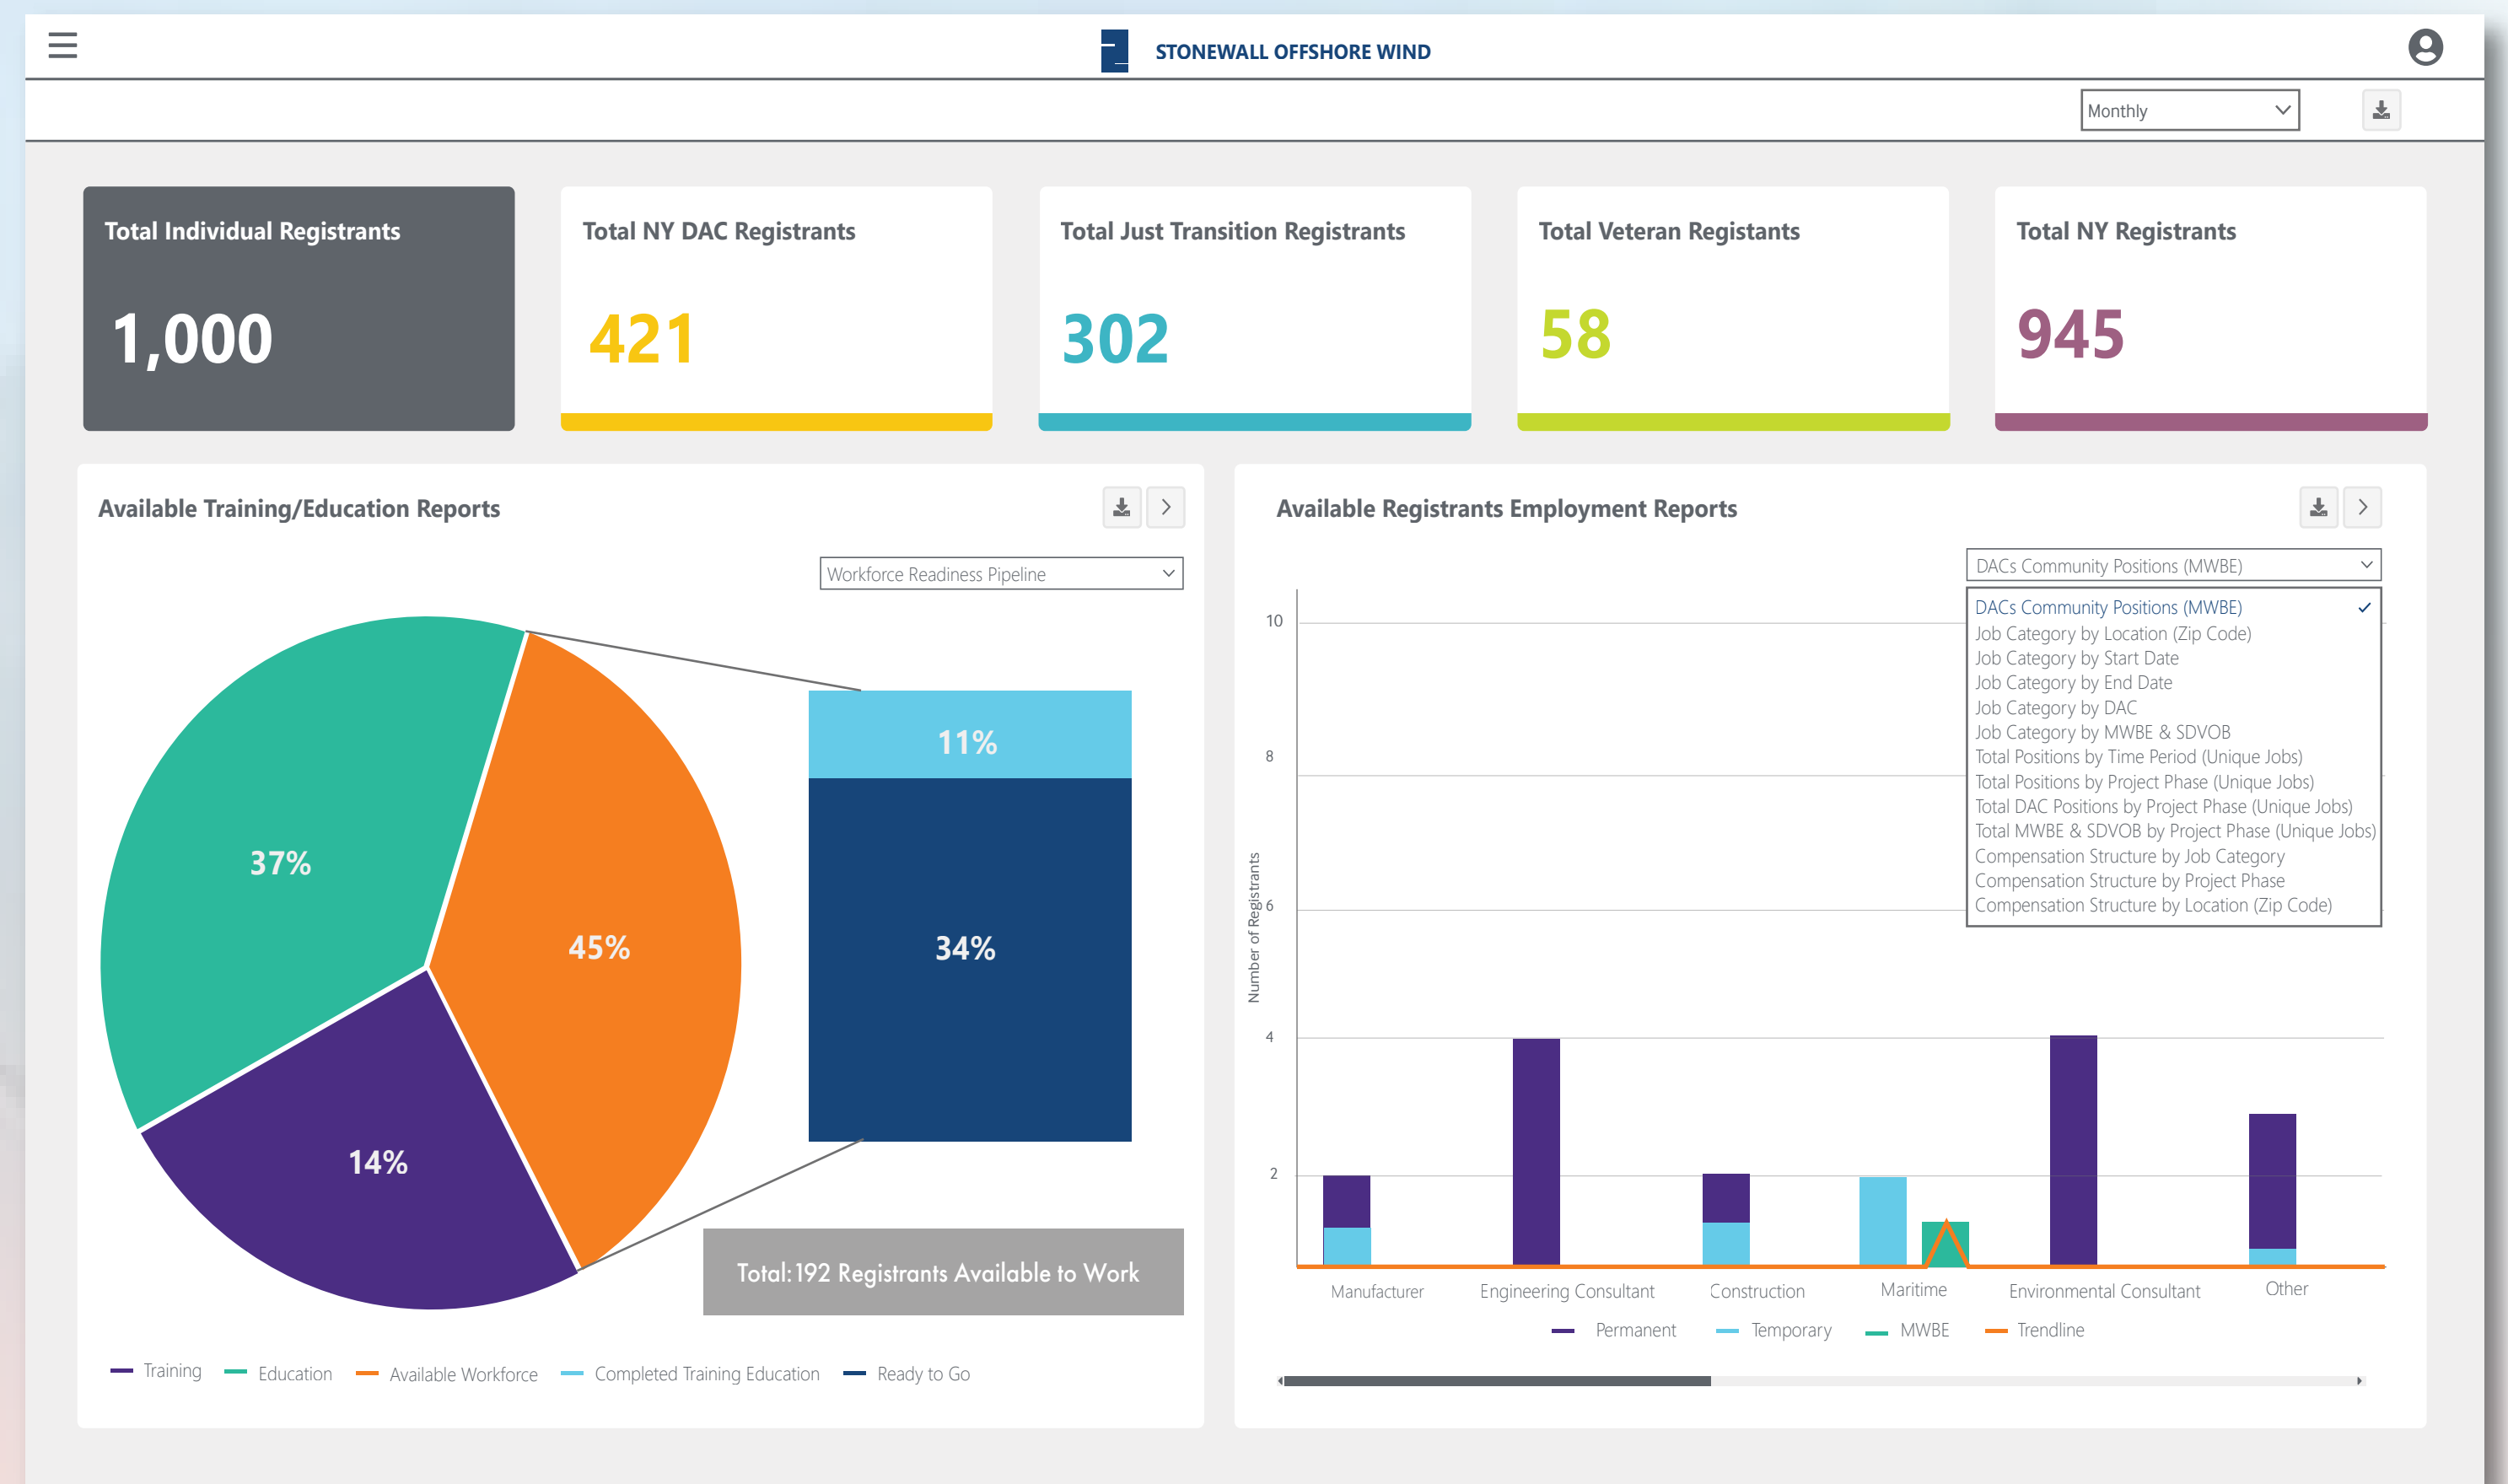 STONEWALL OFFSHORE WIND
Monthly
Total Individual Registrants
1,000
Total NY DAC Registrants
421
Total Just Transition Registrants
302
Total Veteran Registants
58
Total NY Registrants
945
Available Training/Education Reports
Workforce Readiness Pipeline
37%
45%
14%
11%
34%
Total:192 Registrants Available to Work
Training
Education
Available Workforce
Completed Training Education
Ready to Go
Available Registrants Employment Reports
DACs Community Positions (MWBE)
DACs Community Positions (MWBE)
Job Category by Location (Zip Code)
Job Category by Start Date
Job Category by End Date
Job Category by DAC
Job Category by MWBE & SDVOB
Total Positions by Time Period (Unique Jobs)
Total Positions by Project Phase (Unique Jobs)
Total DAC Positions by Project Phase (Unique Jobs)
Total MWBE & SDVOB by Project Phase (Unique Jobs)
Compensation Structure by Job Category
Compensation Structure by Project Phase
Compensation Structure by Location (Zip Code)
Number of Registrants
10
8
6
4
2
Manufacturer
Engineering Consultant
Construction
Maritime
Environmental Consultant
Other
Permanent
Temporary
MWBE
Trendline